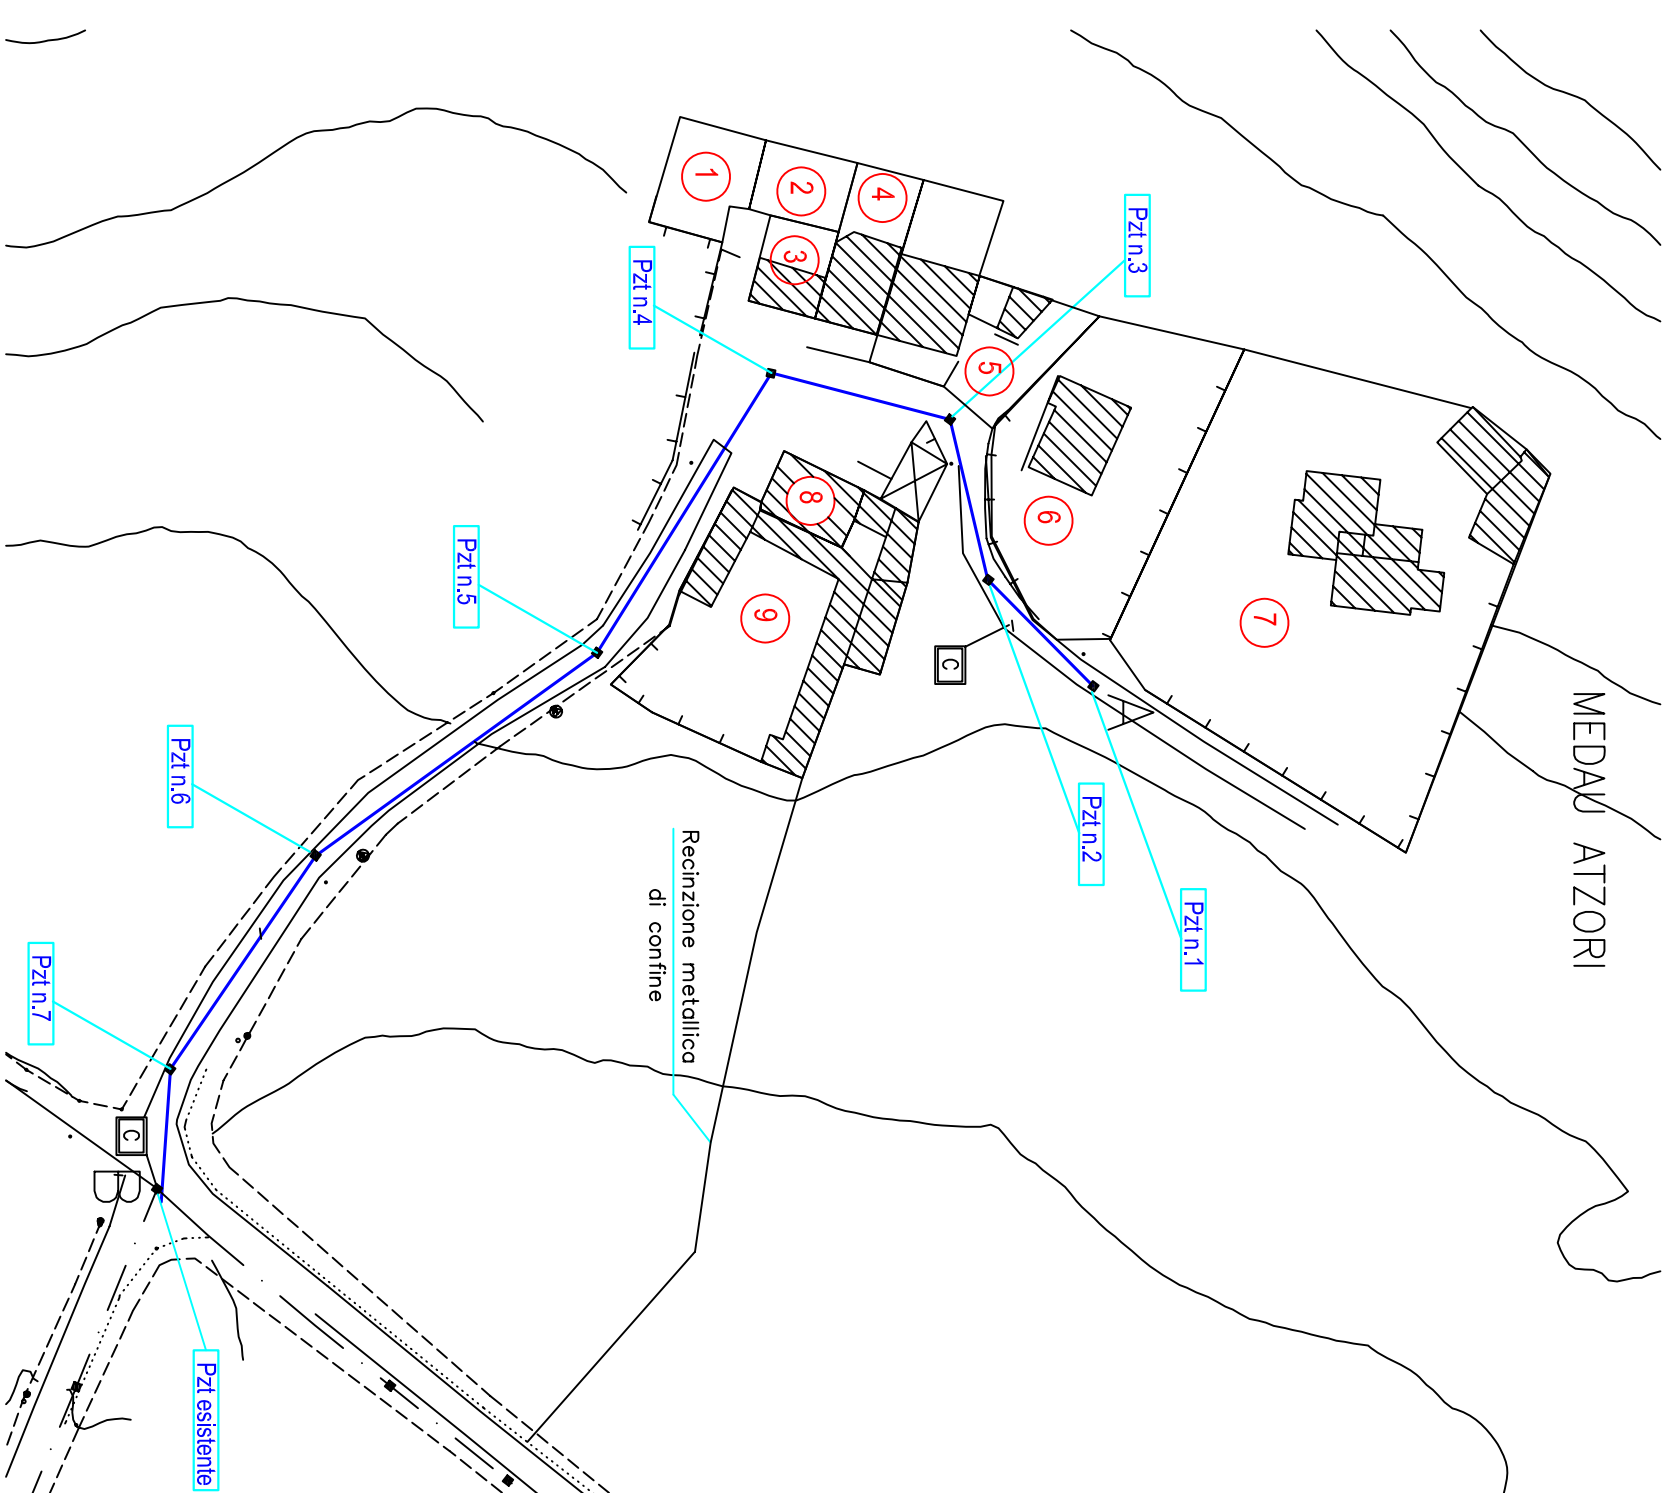 MEDAU ATZORI
Pzt n.1
Pzt n.2
Pzt n.3
Pzt n.4
Pzt n.5
Pzt n.6
Pzt n.7
Pzt esistente
Recinzione metallica
di confine
1
2
3
4
5
6
7
8
9
C
C
B